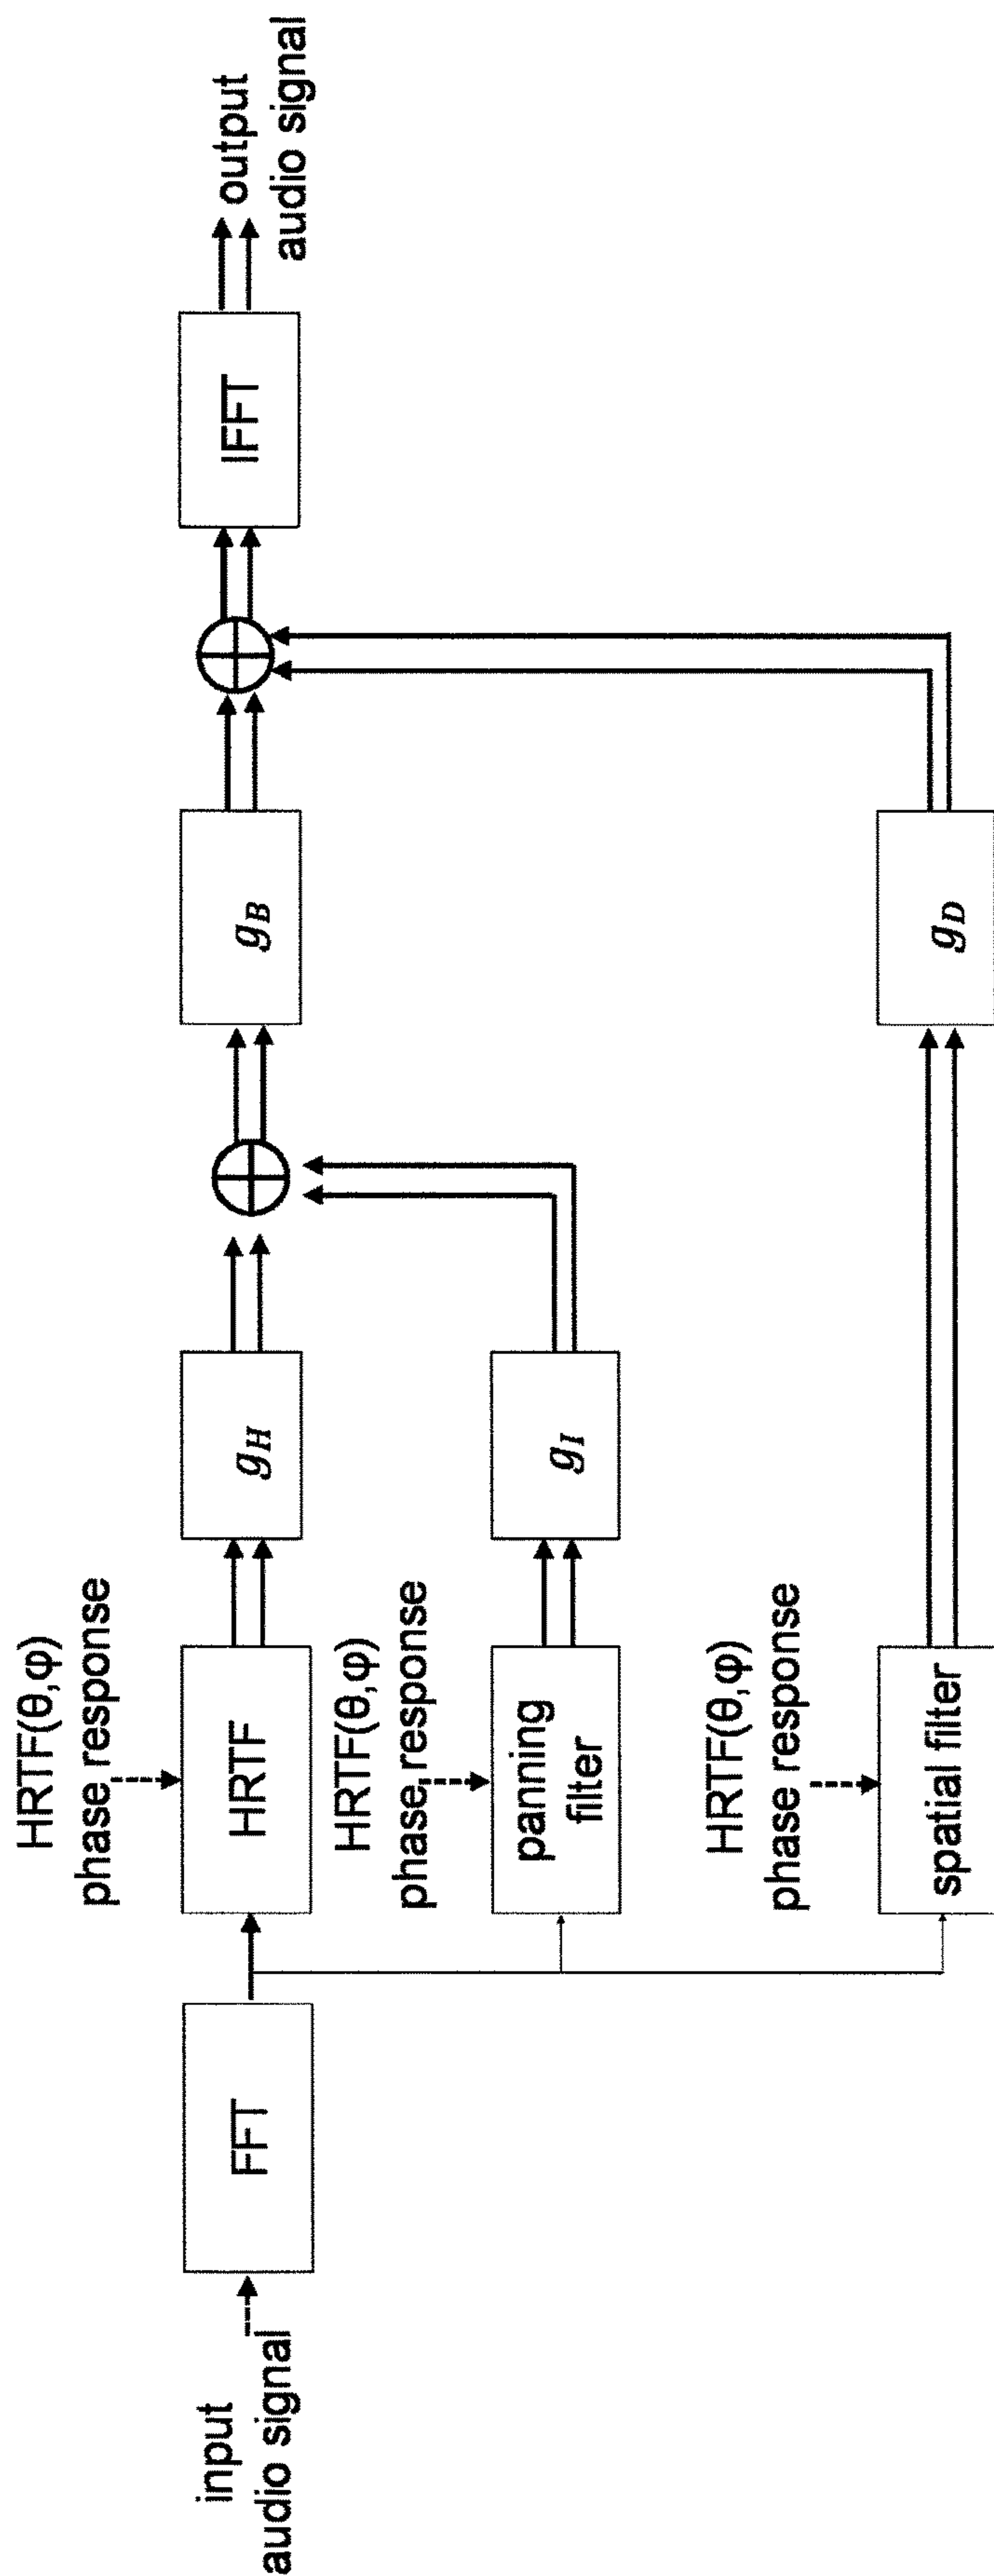 input
audio signal
FFT
HRTF(θ,φ)
phase response
HRTF
g_H
g_B
IFFT
output
audio signal
HRTF(θ,φ)
phase response
panning
filter
g_I
HRTF(θ,φ)
phase response
spatial filter
g_D